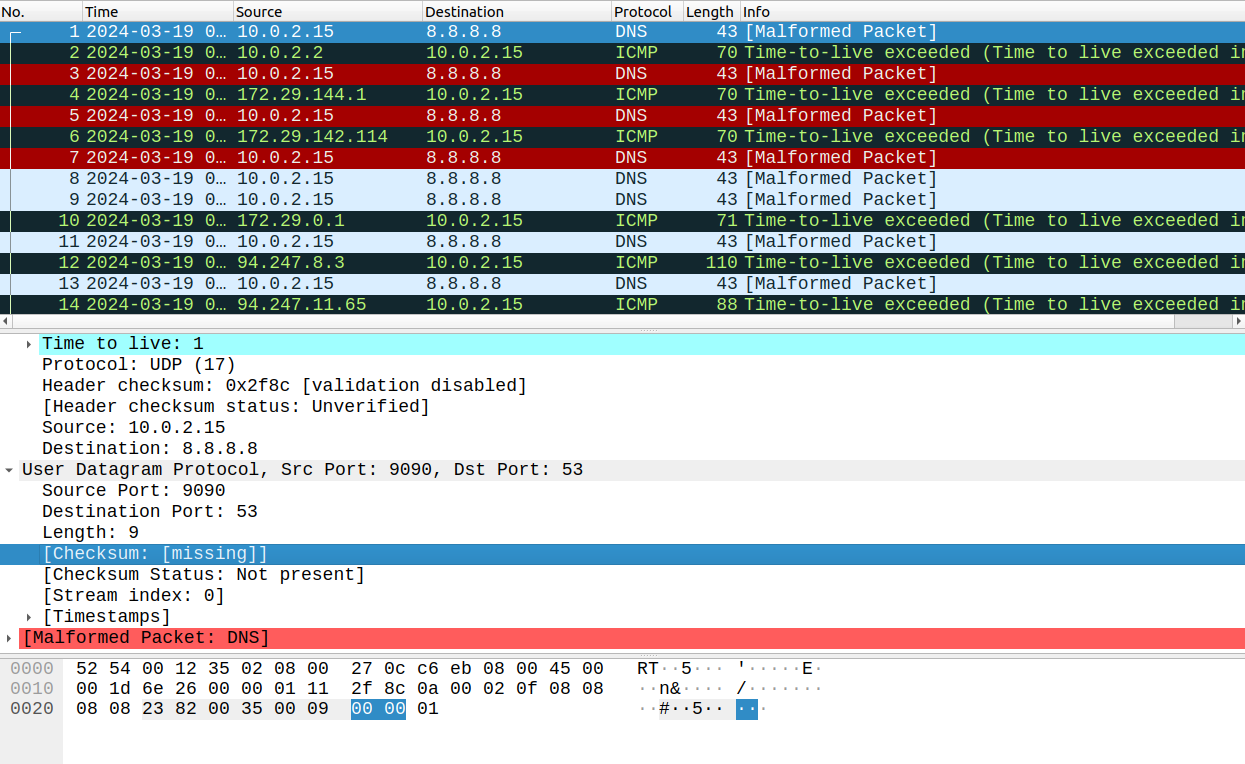 No. Time Source Destination Protocol Length Info
1 2024-03-19 0… 10.0.2.15 8.8.8.8 DNS 43 [Malformed Packet]
2 2024-03-19 0… 10.0.2.2 10.0.2.15 ICMP 70 Time-to-live exceeded (Time to live exceeded i
3 2024-03-19 0… 10.0.2.15 8.8.8.8 DNS 43 [Malformed Packet]
4 2024-03-19 0… 172.29.144.1 10.0.2.15 ICMP 70 Time-to-live exceeded (Time to live exceeded i
5 2024-03-19 0… 10.0.2.15 8.8.8.8 DNS 43 [Malformed Packet]
6 2024-03-19 0… 172.29.142.114 10.0.2.15 ICMP 70 Time-to-live exceeded (Time to live exceeded i
7 2024-03-19 0… 10.0.2.15 8.8.8.8 DNS 43 [Malformed Packet]
8 2024-03-19 0… 10.0.2.15 8.8.8.8 DNS 43 [Malformed Packet]
9 2024-03-19 0… 10.0.2.15 8.8.8.8 DNS 43 [Malformed Packet]
10 2024-03-19 0… 172.29.0.1 10.0.2.15 ICMP 71 Time-to-live exceeded (Time to live exceeded i
11 2024-03-19 0… 10.0.2.15 8.8.8.8 DNS 43 [Malformed Packet]
12 2024-03-19 0… 94.247.8.3 10.0.2.15 ICMP 110 Time-to-live exceeded (Time to live exceeded i
13 2024-03-19 0… 10.0.2.15 8.8.8.8 DNS 43 [Malformed Packet]
14 2024-03-19 0… 94.247.11.65 10.0.2.15 ICMP 88 Time-to-live exceeded (Time to live exceeded i
Time to live: 1
Protocol: UDP (17)
Header checksum: 0x2f8c [validation disabled]
[Header checksum status: Unverified]
Source: 10.0.2.15
Destination: 8.8.8.8
User Datagram Protocol, Src Port: 9090, Dst Port: 53
Source Port: 9090
Destination Port: 53
Length: 9
[Checksum: [missing]]
[Checksum Status: Not present]
[Stream index: 0]
[Timestamps]
[Malformed Packet: DNS]
0000 52 54 00 12 35 02 08 00 27 0c c6 eb 08 00 45 00 RT··5··· '·····E·
0010 00 1d 6e 26 00 00 01 11 2f 8c 0a 00 02 0f 08 08 ··n&···· /·······
0020 08 08 23 82 00 35 00 09 00 00 01 ··#··5·· ···